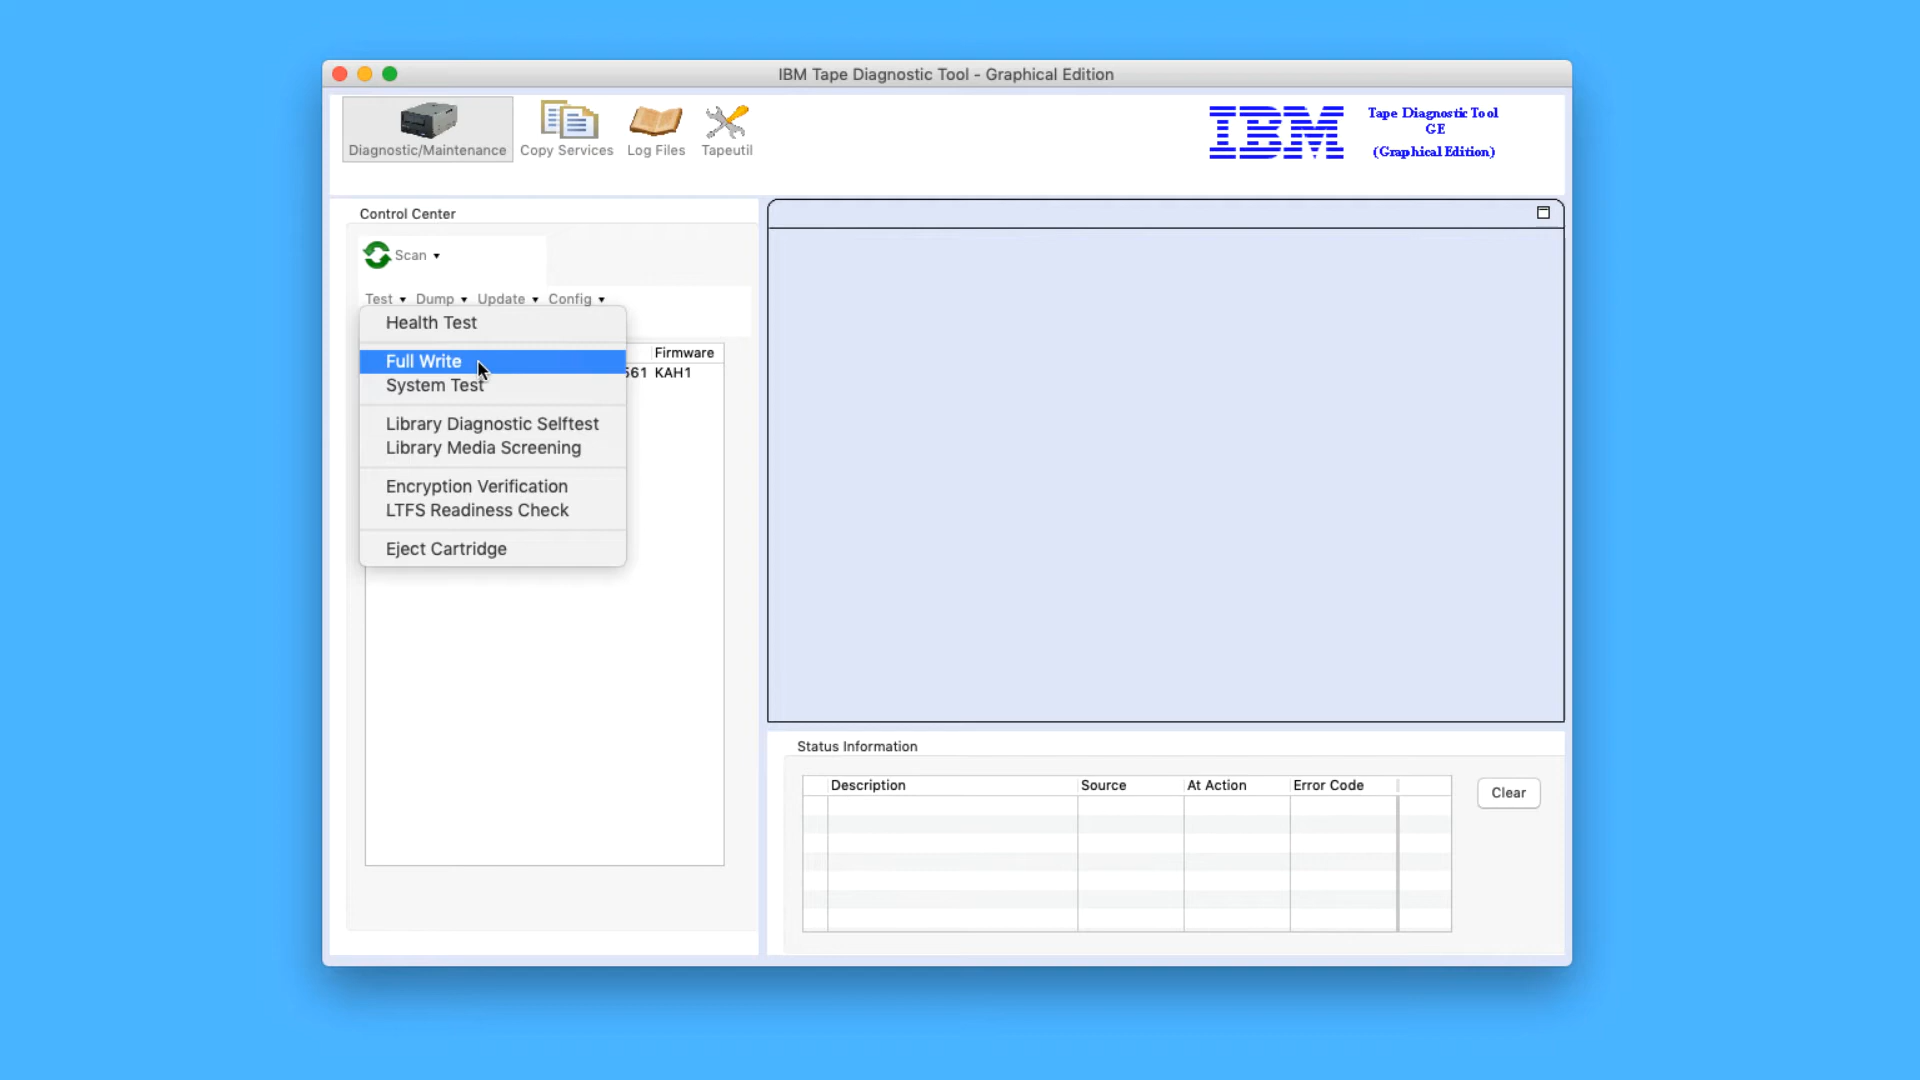 IBM Tape Diagnostic Tool - Graphical Edition
Diagnostic/Maintenance
Copy Services
Log Files
Tapeutil
IBM
Tape Diagnostic Tool
GE
(Graphical Edition)
Control Center
Scan
Test Dump Update Config
Health Test
Full Write
System Test
Library Diagnostic Selftest
Library Media Screening
Encryption Verification
LTFS Readiness Check
Eject Cartridge
Firmware
561 KAH1
Status Information
Description Source At Action Error Code
Clear